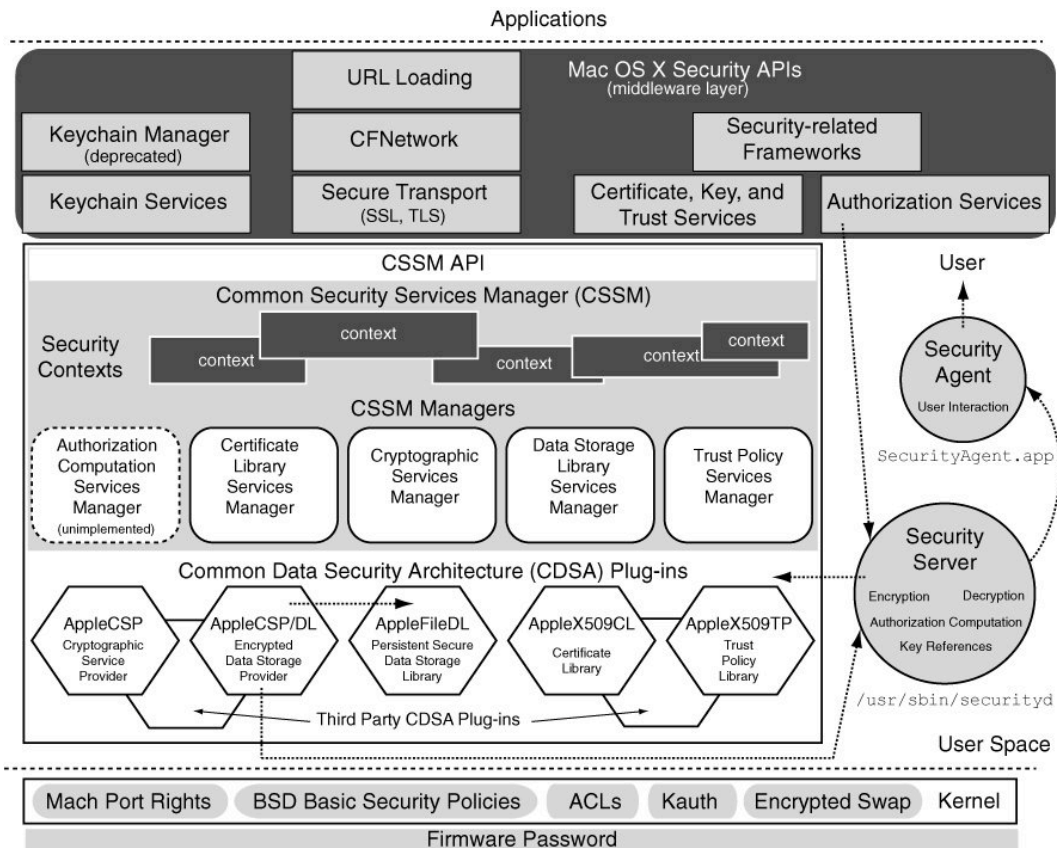 Applications
URL Loading
Mac OS X Security APIs
(middleware layer)
Keychain Manager
(deprecated)
CFNetwork
Security-related
Frameworks
Keychain Services
Secure Transport
(SSL, TLS)
Certificate, Key, and
Trust Services
Authorization Services
CSSM API
Common Security Services Manager (CSSM)
Security
Contexts
context
context
context
context
context
CSSM Managers
Authorization
Computation
Services
Manager
(unimplemented)
Certificate
Library
Services
Manager
Cryptographic
Services
Manager
Data Storage
Library
Services
Manager
Trust Policy
Services
Manager
User
Security
Agent
User Interaction
SecurityAgent.app
Security
Server
Encryption
Decryption
Authorization Computation
Key References
/usr/sbin/securityd
Common Data Security Architecture (CDSA) Plug-ins
AppleCSP
Cryptographic
Service
Provider
AppleCSP/DL
Encrypted
Data Storage
Provider
AppleFileDL
Persistent Secure
Data Storage
Library
AppleX509CL
Certificate
Library
AppleX509TP
Trust
Policy
Library
Third Party CDSA Plug-ins
User Space
Mach Port Rights
BSD Basic Security Policies
ACLs
Kauth
Encrypted Swap
Kernel
Firmware Password